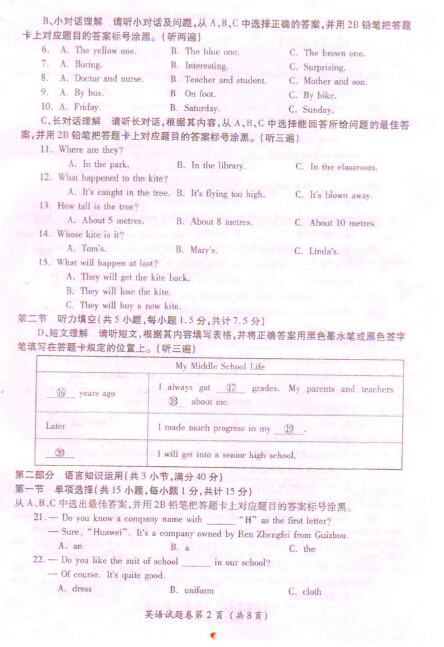 B、小对话理解 请听小对话及问题,从 A、B、C 中选择正确的答案,并用 2B 铅笔把答题
卡上对应题目的答案标号涂黑。(听两遍)
6. A. The yellow one. B. The blue one. C. The brown one.
7. A. Boring. B. Interesting. C. Surprising.
8. A. Doctor and nurse. B. Teacher and student. C. Mother and son.
9. A. By bus. B On foot. C. By bike.
10. A. Friday. B. Saturday. C. Sunday.
C、长对话理解 请听长对话,根据其内容,从 A、B、C 中选择能回答所给问题的最佳答
案,并用 2B 铅笔把答题卡上对应题目的答案标号涂黑。(听三遍)
11. Where are they?
A. In the park. B. In the library. C. In the classroom.
12. What happened to the kite?
A. It's caught in the tree. B. It's flying too high. C. It's blown away.
13. How tall is the tree?
A. About 5 metres. B. About 8 metres. C. About 10 metres
14. Whose kite is it?
A. Tom's. B. Mary's. C. Linda's.
15. What will happen at last?
A. They will get the kite back.
B. They will lose the kite.
C. They will buy a new kite.
第二节 听力填空(共 5 小题,每小题 1.5 分,共计 7.5 分)
D、短文理解 请听短文,根据其内容填写表格,并将正确答案用黑色墨水笔或黑色签字
笔填写在答题卡规定的位置上。(听三遍)
My Middle School Life
⑯ years ago
I always got ⑰ grades. My parents and teachers
⑱ about me.
Later
I made much progress in my ⑲ .
⑳
I will get into a senior high school.
第二部分 语言知识运用(共 3 小节,满分 40 分)
第一节 单项选择(共 15 小题,每小题 1 分,共计 15 分)
从 A、B、C 中选出最佳答案,并用 2B 铅笔把答题卡上对应题目的答案标号涂黑。
21. — Do you know a company name with ______ "H" as the first letter?
— Sure, "Huawei". It's a company owned by Ren Zhengfei from Guizhou.
A. an B. a C. the
22. — Do you like the suit of school ______ in our school?
— Of course. It's quite good.
A. dress B. uniform C. cloth
英语试题卷第 2 页 (共 8 页)